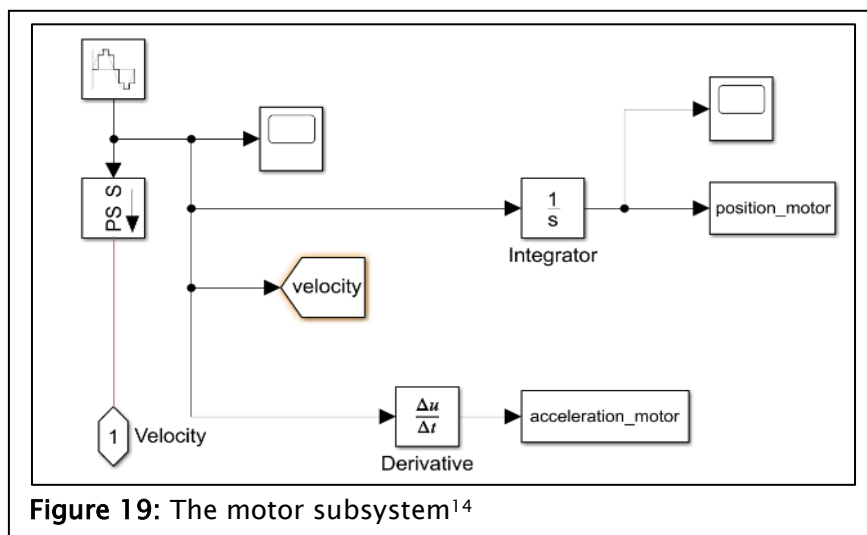 PS S
1
s
position_motor
Integrator
velocity
Δu
Δt
acceleration_motor
1
Velocity
Derivative
Figure 19: The motor subsystem¹⁴